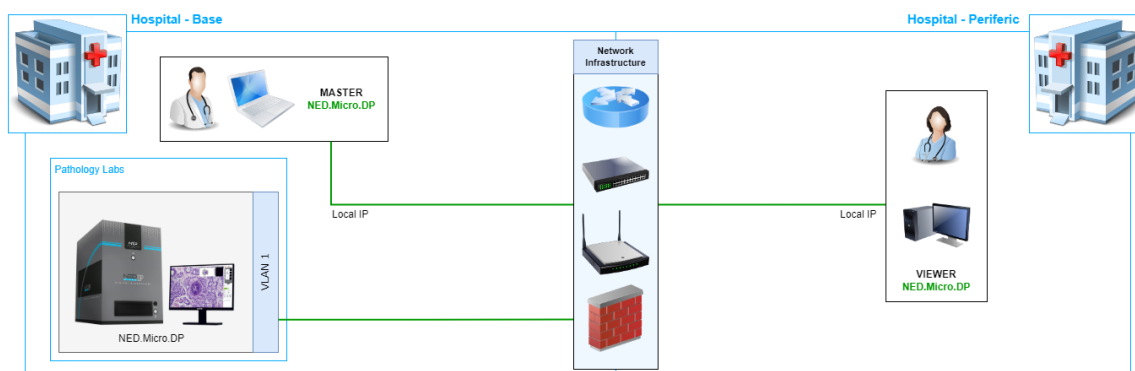 Hospital - Base
Hospital - Periferic
Network
Infrastructure
MASTER
NED.Micro.DP
Pathology Labs
Local IP
Local IP
VLAN 1
VIEWER
NED.Micro.DP
NED.Micro.DP